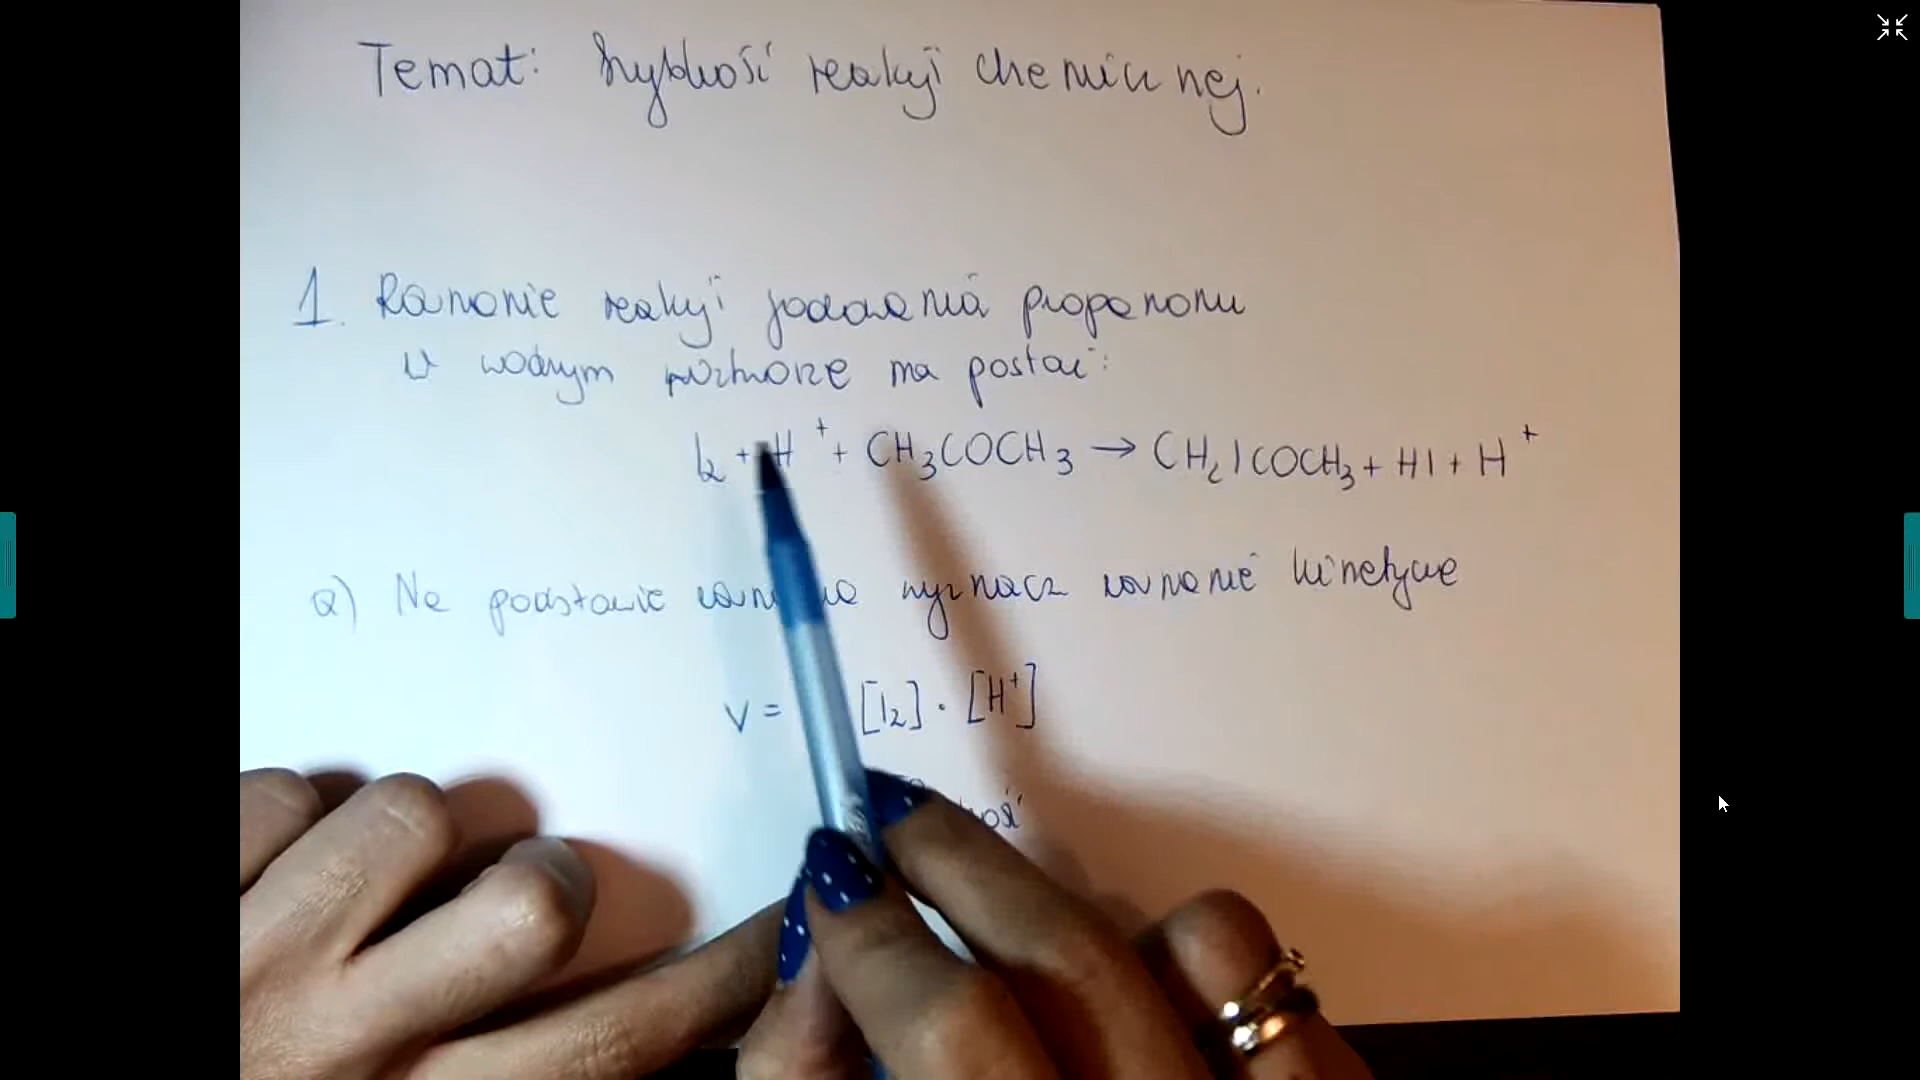 Temat: Szybkość reakcji chemicznej.
1. Równanie reakcji jodowania propanonu
w wodnym roztworze ma postać:
I2 + H+ + CH3COCH3 → CH2ICOCH3 + HI + H+
a) Na podstawie równania wyznacz równanie kinetyczne
V = [I2] · [H+]